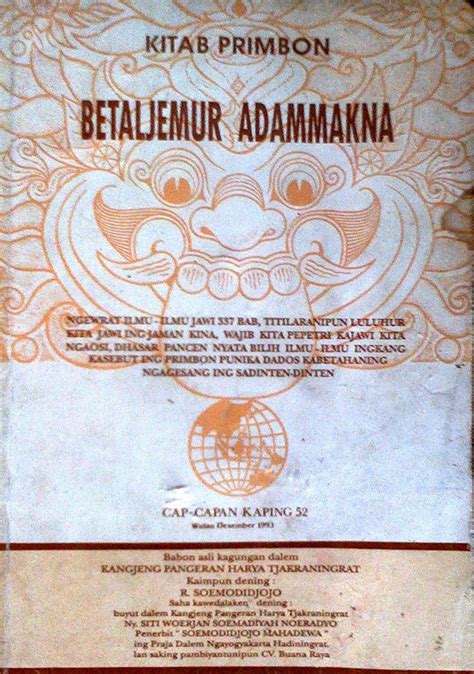 KITAB PRIMBON
BETALJEMUR ADAMMAKNA
NGEWRAT ILMU - ILMU JAWI 337 BAB, TITILARANIPUN LULUHUR
KITA JAWI ING JAMAN KINA, WAJIB KITA PEPETRI KAJAWI KITA
NGAOSI, DHASAR PANCEN NYATA BILIH ILMU - ILMU INGKANG
KASEBUT ING PRIMBON PUNIKA DADOS KABETAHANING
NGAGESANG ING SADINTEN-DINTEN
CAP-CAPAN KAPING 52
Wulan Desember 1993
Babon asli kagungan dalem
KANGJENG PANGERAN HARYA TJAKRANINGRAT
Kaimpun dening :
R. SOEMODIDJOJO
Saha kawedalaken dening :
buyut dalem Kangjeng Pangeran Harya Tjakraningrat
Ny. SITI WOERJAN SOEMADIYAH NOERADYO
Penerbit " SOEMODIDJOJO MAHADEWA "
ing Praja Dalem Ngayogyakarta Hadiningrat.
lan saking pambiyantunipun CV. Buana Raya